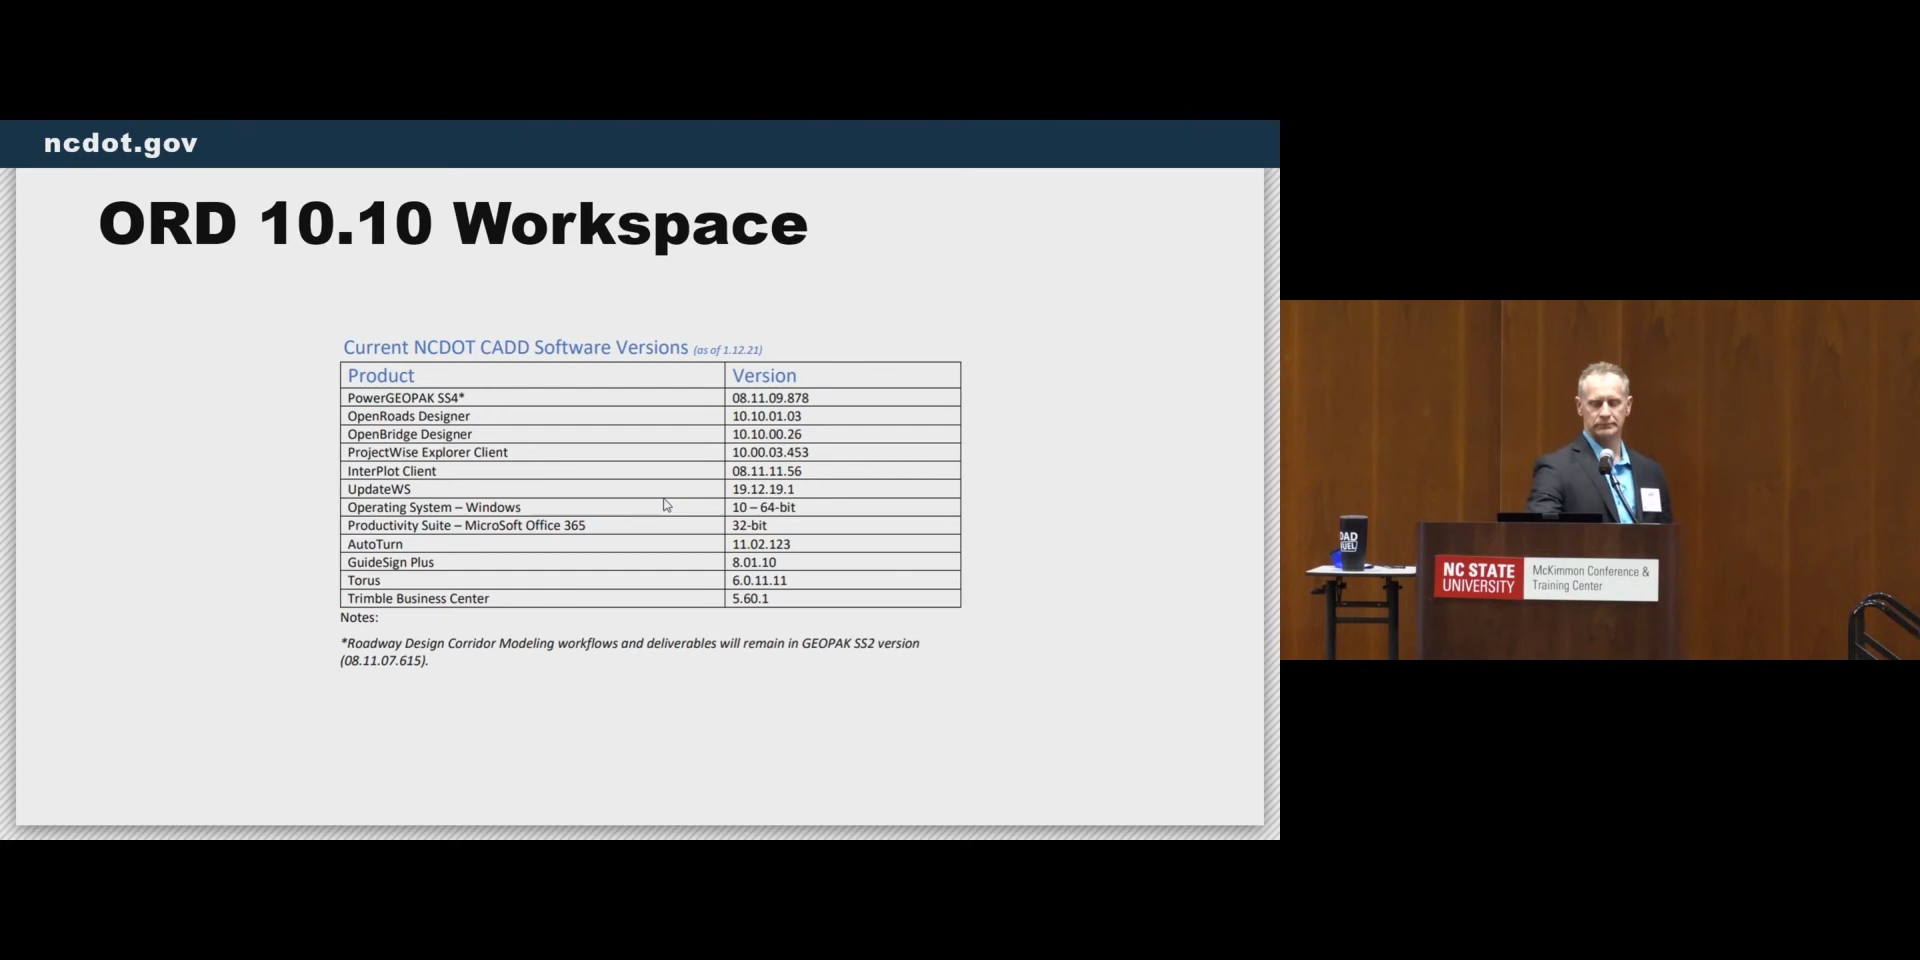 ncdot.gov
ORD 10.10 Workspace
Current NCDOT CADD Software Versions (as of 1.12.21)
Product Version
PowerGEOPAK SS4* 08.11.09.878
OpenRoads Designer 10.10.01.03
OpenBridge Designer 10.10.00.26
ProjectWise Explorer Client 10.00.03.453
InterPlot Client 08.11.11.56
UpdateWS 19.12.19.1
Operating System – Windows 10 – 64-bit
Productivity Suite – MicroSoft Office 365 32-bit
AutoTurn 11.02.123
GuideSign Plus 8.01.10
Torus 6.0.11.11
Trimble Business Center 5.60.1
Notes:
*Roadway Design Corridor Modeling workflows and deliverables will remain in GEOPAK SS2 version
(08.11.07.615).
NC STATE
UNIVERSITY
McKimmon Conference &
Training Center